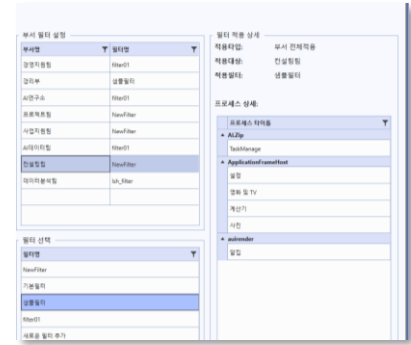 부서 필터 설정
부서명 필터명
경영지원팀 filter01
관리부 샘플필터
AI연구소 filter01
프로젝트팀 NewFilter
사업지원팀 NewFilter
AI데이터팀 filter01
컨설팅팀 NewFilter
데이터분석팀 lsh_filter
필터 선택
필터명
NewFilter
기본필터
샘플필터
filter01
새로운 필터 추가
필터 적용 상세
적용타입: 부서 전체적용
적용대상: 컨설팅팀
적용필터: 샘플필터
프로세스 상세:
프로세스 타이틀
ALZip
TaskManage
ApplicationFrameHost
설정
영화 및 TV
계산기
사진
asirender
알집